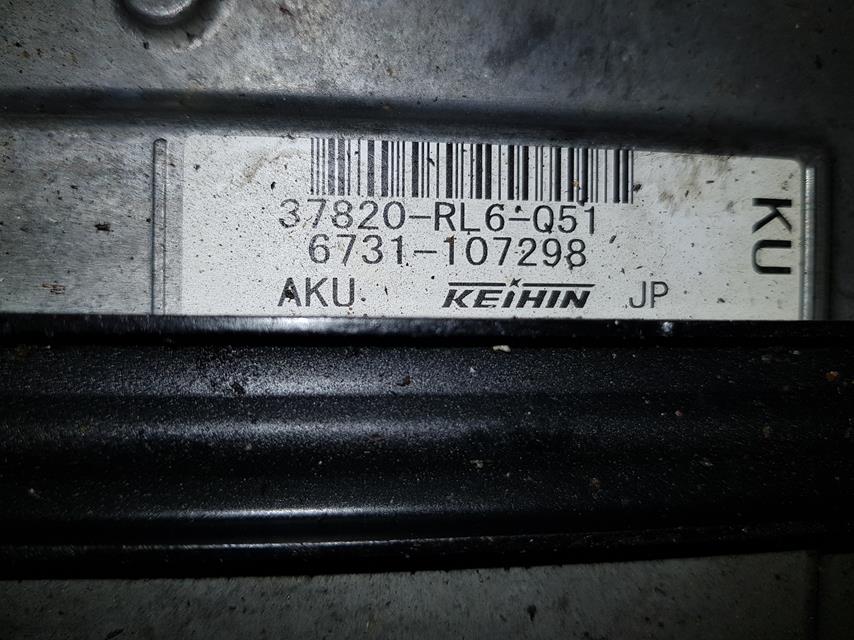 37820-RL6-Q51
6731-107298
AKU KEIHIN JP
KU